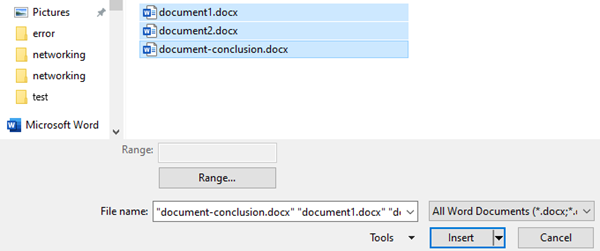 Pictures
error
networking
networking
test
Microsoft Word
document1.docx
document2.docx
document-conclusion.docx
Range:
Range...
File name: "document-conclusion.docx" "document1.docx" All Word Documents (*.docx;*.
Tools Insert Cancel